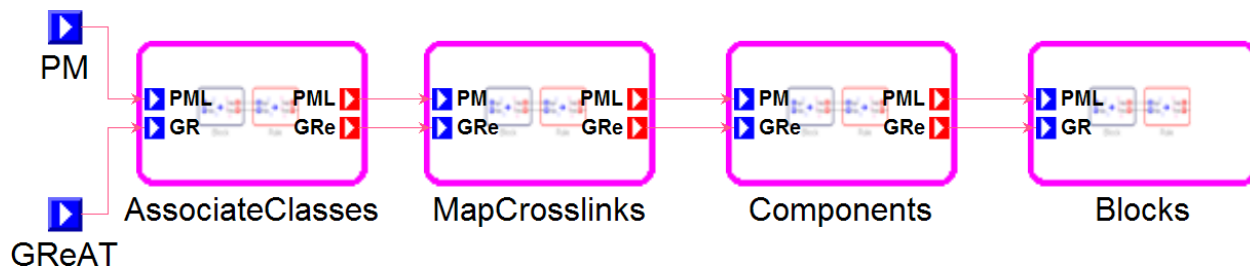 PM
PML PML
GR GRe
AssociateClasses
PM PML
GRe GRe
MapCrosslinks
PM PML
GRe GRe
Components
PML
GR
Blocks
GReAT